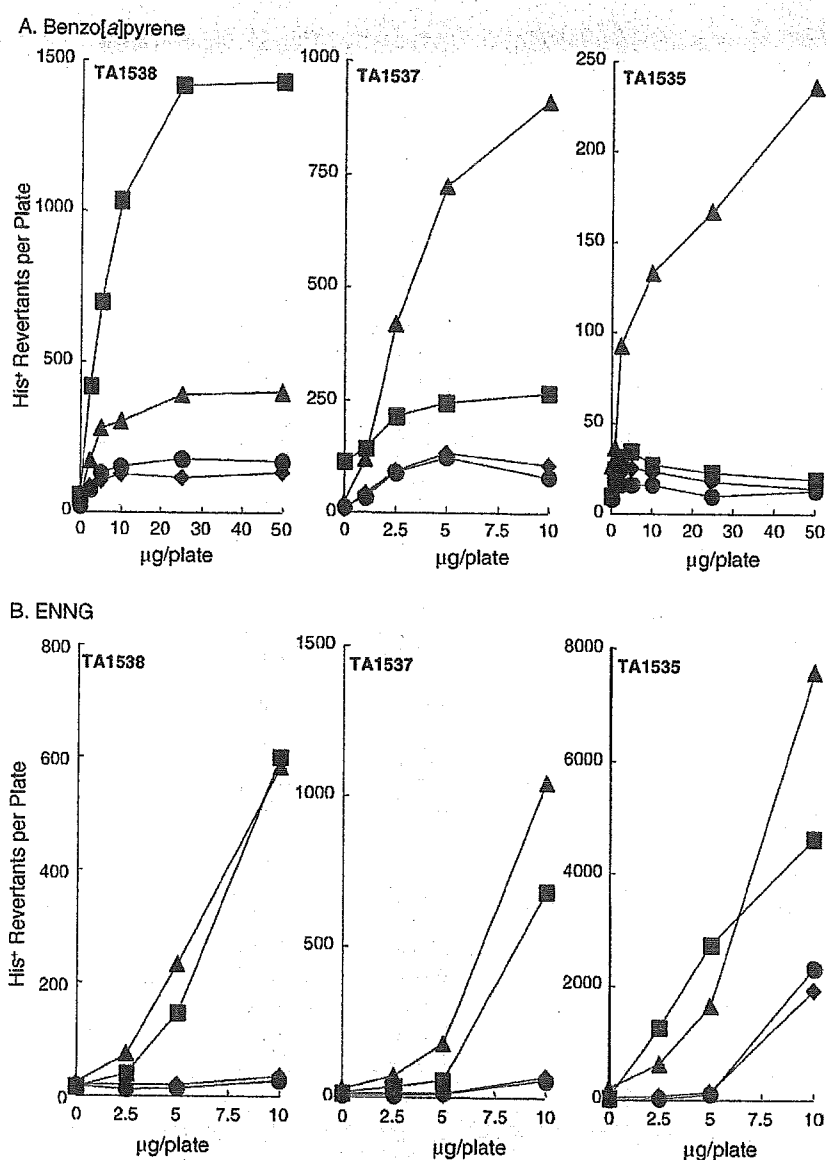 A. Benzo[a]pyrene
His⁺ Revertants per Plate
TA1538
1500
1000
500
0
0 10 20 30 40 50
µg/plate
TA1537
1000
750
500
250
0
0 2.5 5 7.5 10
µg/plate
TA1535
250
200
150
100
50
0
0 10 20 30 40 50
µg/plate
B. ENNG
His⁺ Revertants per Plate
TA1538
800
600
400
200
0
0 2.5 5 7.5 10
µg/plate
TA1537
1500
1000
500
0
0 2.5 5 7.5 10
µg/plate
TA1535
8000
6000
4000
2000
0
0 2.5 5 7.5 10
µg/plate